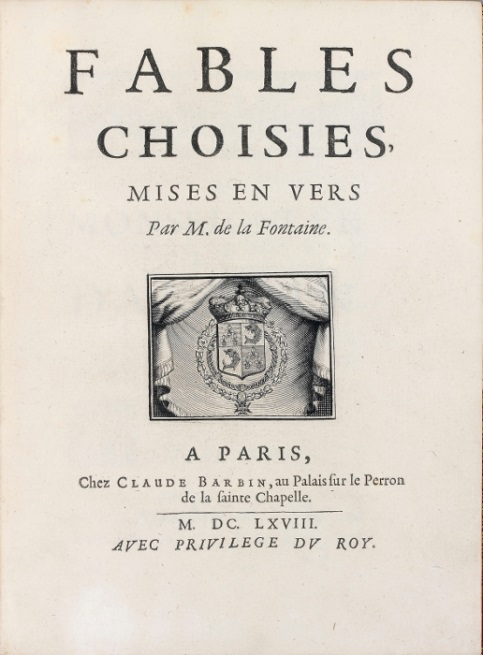 FABLES
CHOISIES,
MISES EN VERS
Par M. de la Fontaine.
A PARIS,
Chez CLAUDE BARBIN, au Palais ſur le Perron
de la ſainte Chapelle.
M. DC. LXVIII.
AVEC PRIVILEGE DV ROY.